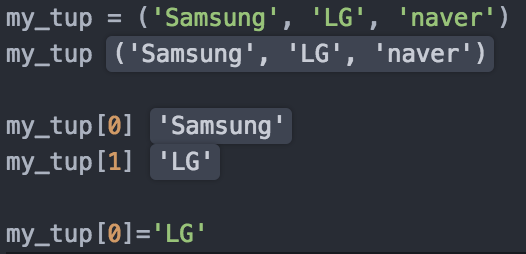 my_tup = ('Samsung', 'LG', 'naver')
my_tup ('Samsung', 'LG', 'naver')
my_tup[0] 'Samsung'
my_tup[1] 'LG'
my_tup[0]='LG'